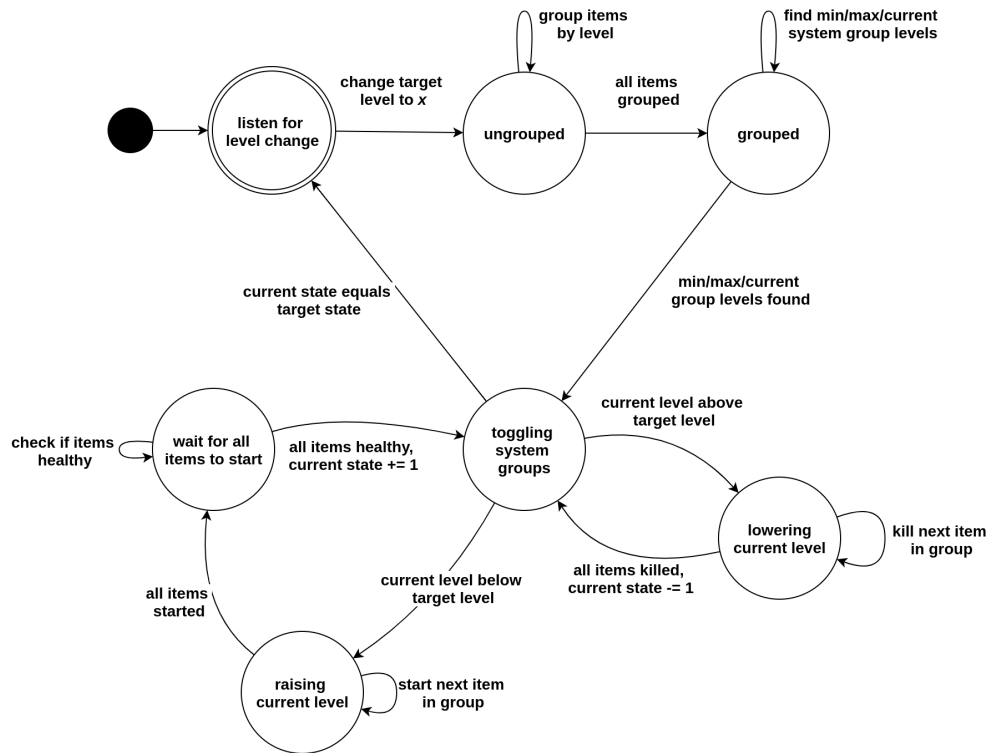 group items
by level
find min/max/current
system group levels
change target
level to x
all items
grouped
listen for
level change
ungrouped
grouped
min/max/current
group levels found
current state equals
target state
current level above
target level
check if items
healthy
wait for all
items to start
all items healthy,
current state += 1
toggling
system
groups
lowering
current level
kill next item
in group
all items killed,
current state -= 1
current level below
target level
all items
started
raising
current level
start next item
in group